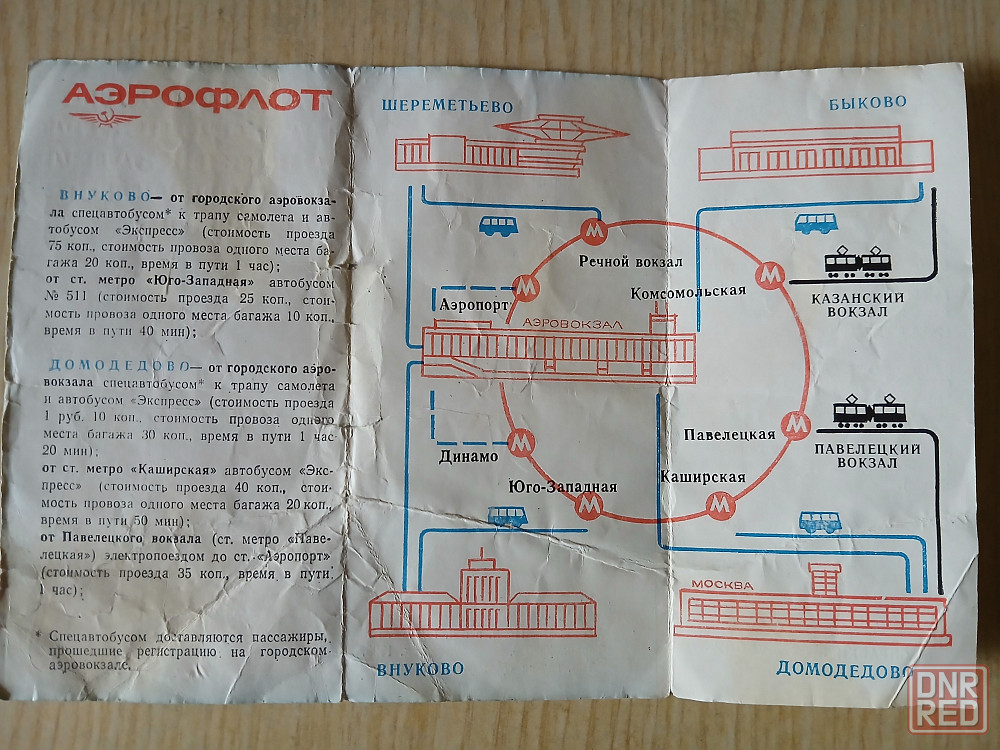 АЭРОФЛОТ
ВНУКОВО— от городского аэровокза-
ла спецавтобусом* к трапу самолета и ав-
тобусом «Экспресс» (стоимость проезда
75 коп., стоимость провоза одного места ба-
гажа 20 коп., время в пути 1 час);
от ст. метро «Юго-Западная» автобусом
№ 511 (стоимость проезда 25 коп., стои-
мость провоза одного места багажа 10 коп.,
время в пути 40 мин);
ДОМОДЕДОВО— от городского аэро-
вокзала спецавтобусом* к трапу самолета
и автобусом «Экспресс» (стоимость проезда
1 руб. 10 коп., стоимость провоза одного
места багажа 30 коп., время в пути 1 час
20 мин);
от ст. метро «Каширская» автобусом «Экс-
пресс» (стоимость проезда 40 коп., стои-
мость провоза одного места багажа 20 коп.,
время в пути 50 мин);
от Павелецкого вокзала (ст. метро «Паве-
лецкая») электропоездом до ст. «Аэропорт»
(стоимость проезда 35 коп., время в пути
1 час);
* Спецавтобусом доставляются пассажиры,
прошедшие регистрацию на городском
аэровокзале.
ШЕРЕМЕТЬЕВО
БЫКОВО
М
Речной вокзал
М
Комсомольская
КАЗАНСКИЙ
ВОКЗАЛ
М
Аэропорт
АЭРОВОКЗАЛ
М
Павелецкая
ПАВЕЛЕЦКИЙ
ВОКЗАЛ
М
Динамо
Юго-Западная
М
Каширская
М
МОСКВА
ВНУКОВО
ДОМОДЕДОВО
DNR
RED